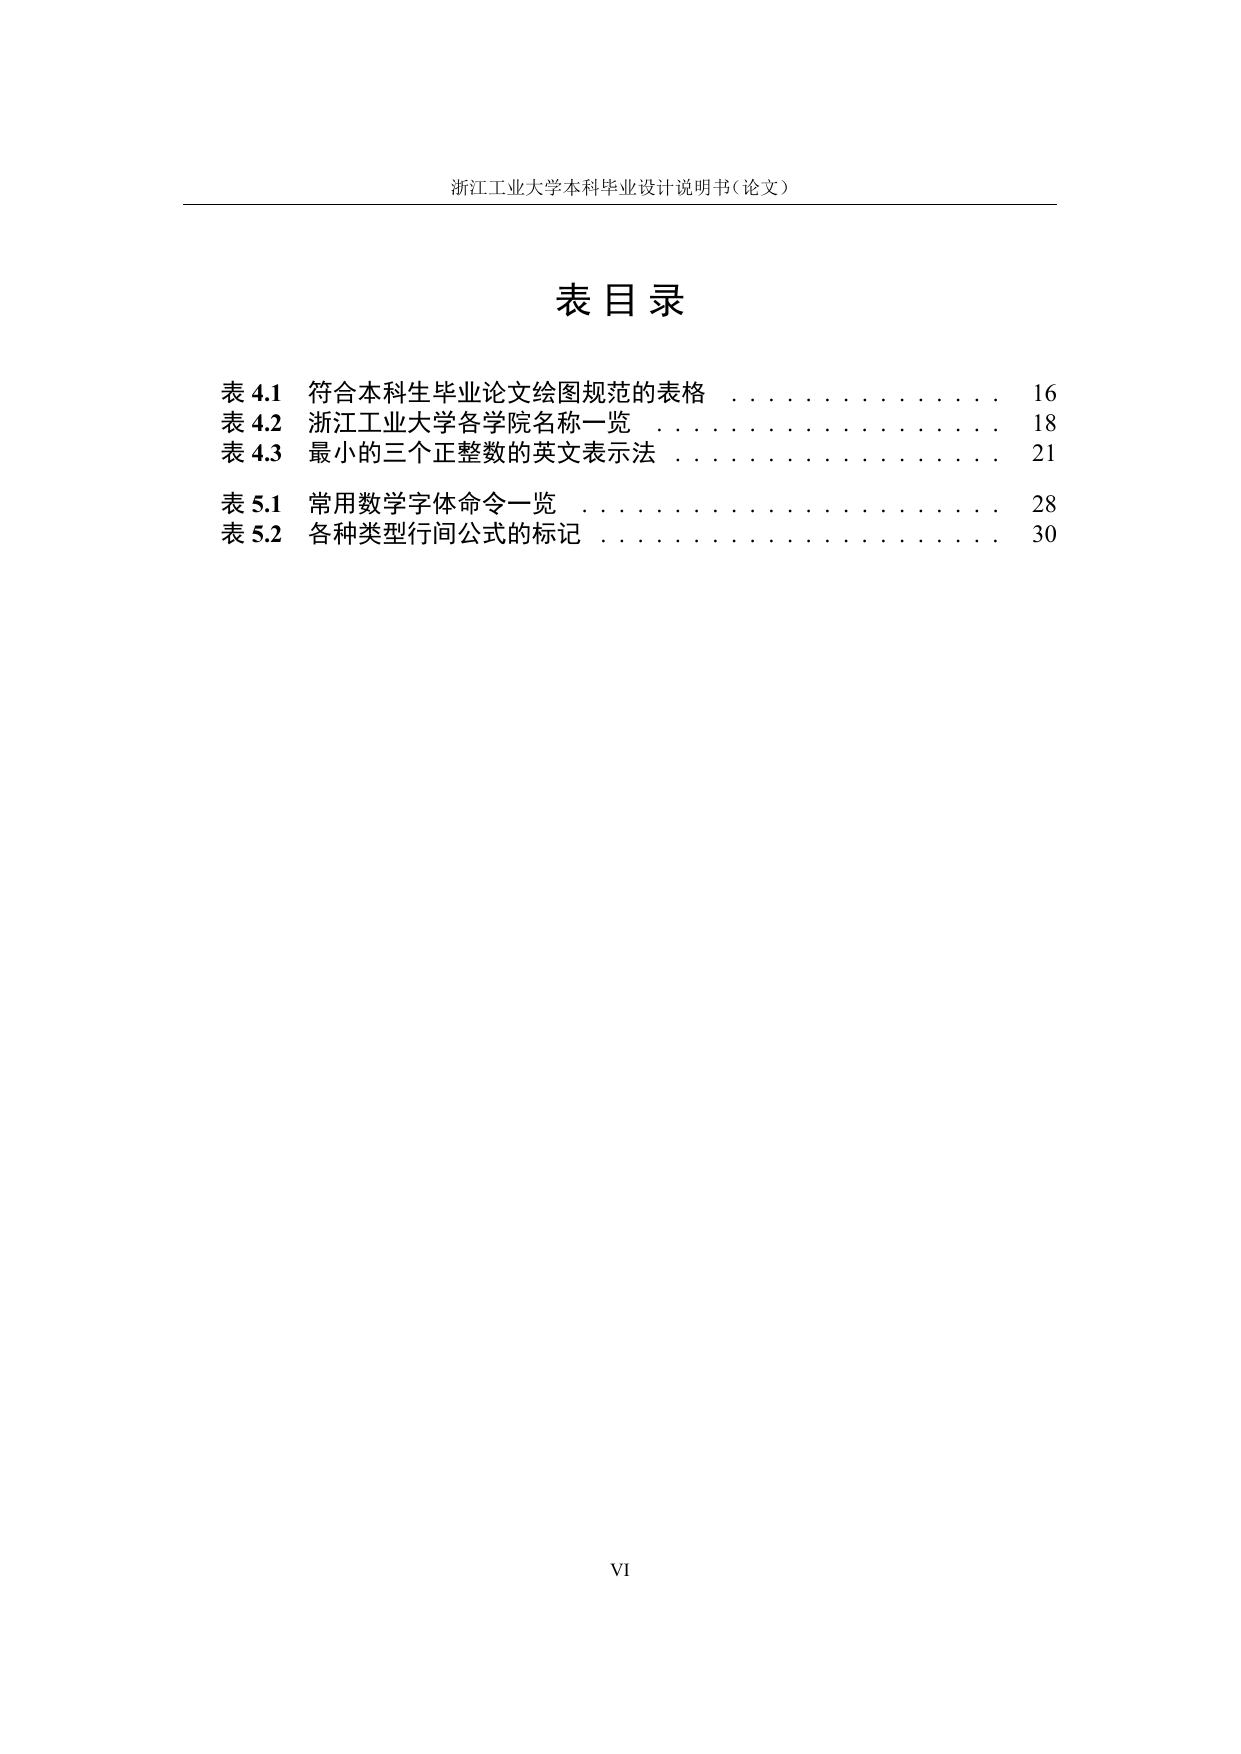 浙江工业大学本科毕业设计说明书（论文）
表目录
表 4.1 符合本科生毕业论文绘图规范的表格 . . . . . . . . . . . . . . . 16
表 4.2 浙江工业大学各学院名称一览 . . . . . . . . . . . . . . . . . . . 18
表 4.3 最小的三个正整数的英文表示法 . . . . . . . . . . . . . . . . . . 21
表 5.1 常用数学字体命令一览 . . . . . . . . . . . . . . . . . . . . . . . 28
表 5.2 各种类型行间公式的标记 . . . . . . . . . . . . . . . . . . . . . . 30
VI